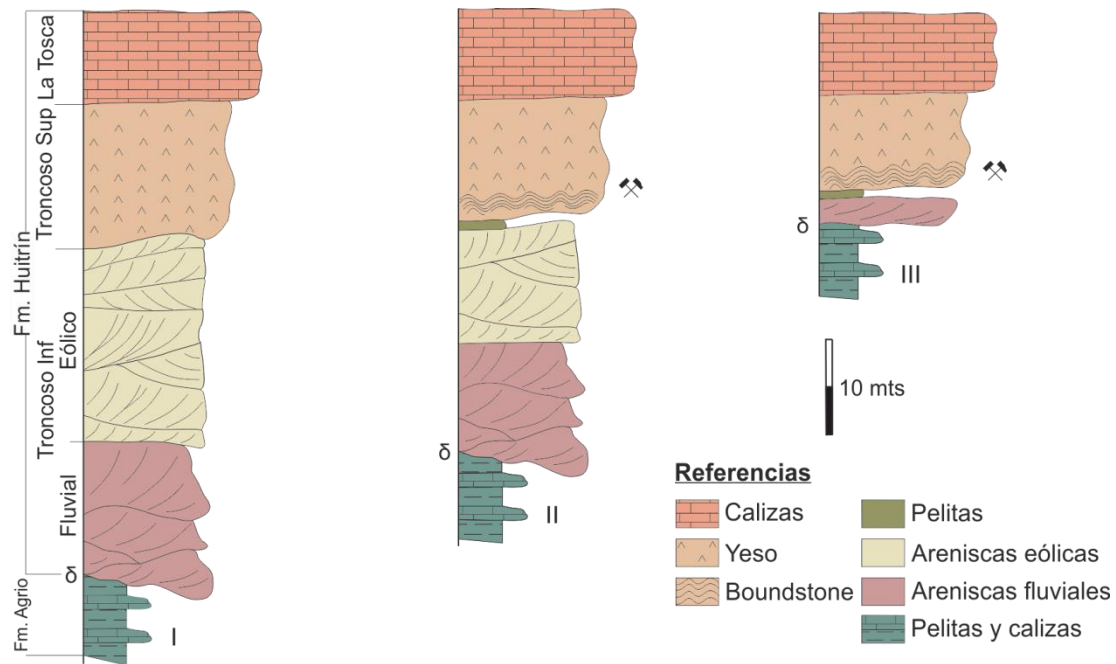 La Tosca
Troncoso Sup
Fm. Huitrín
Troncoso Inf
Eólico
Fluvial
δ
Fm. Agrio
I
δ
II
δ
III
10 mts
Referencias
Calizas
Yeso
Boundstone
Pelitas
Areniscas eólicas
Areniscas fluviales
Pelitas y calizas